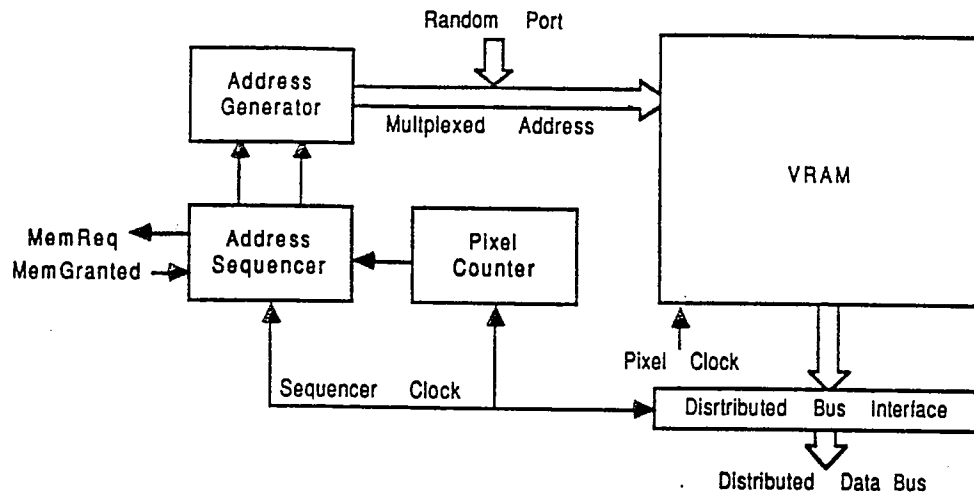 Random Port
Address
Generator
Multplexed Address
VRAM
MemReq
MemGranted
Address
Sequencer
Pixel
Counter
Pixel Clock
Sequencer Clock
Disrtributed Bus Interface
Distributed Data Bus